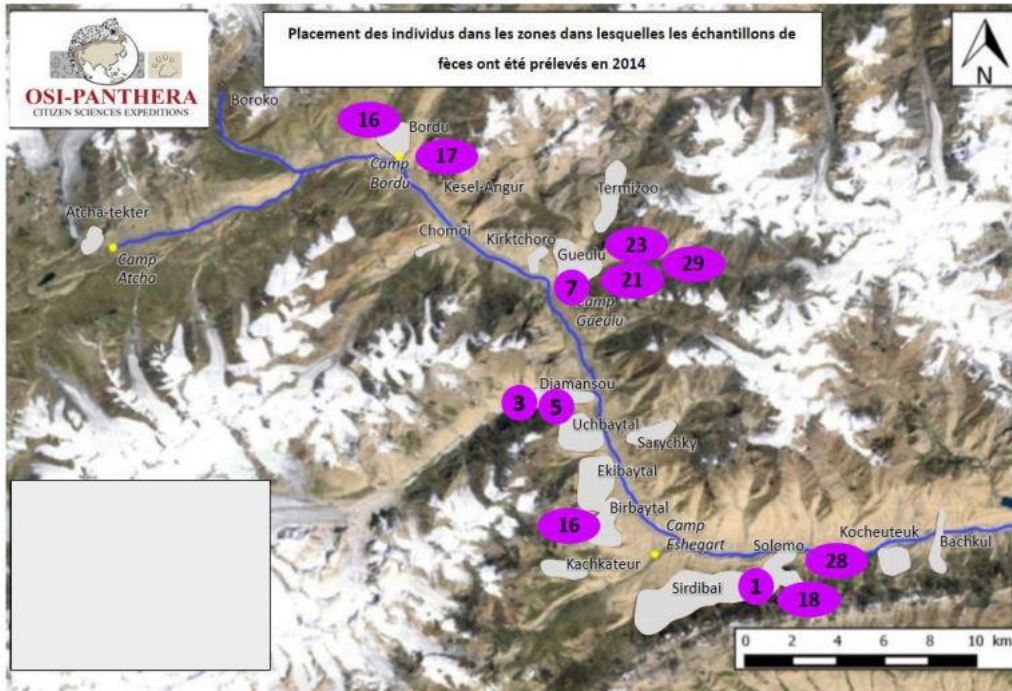 Placement des individus dans les zones dans lesquelles les échantillons de
fèces ont été prélevés en 2014
OSI-PANTHERA
CITIZEN SCIENCES EXPEDITIONS
N
Boroko
16
Bordu
17
Camp
Bordu
Kesel-Angur
Termizoo
Atcha-tekter
Camp
Atcha
Chomoï
Kirktchoro
Gueulu
23
29
21
7
Camp
Gueulu
Djamansou
3
5
Uchbaytal
Sarychky
Ekibaytal
Birbaytal
16
Camp
Eshegart
Kachkateur
Solomo
Kocheuteuk
Bachkul
28
Sirdibai
1
18
0 2 4 6 8 10 km